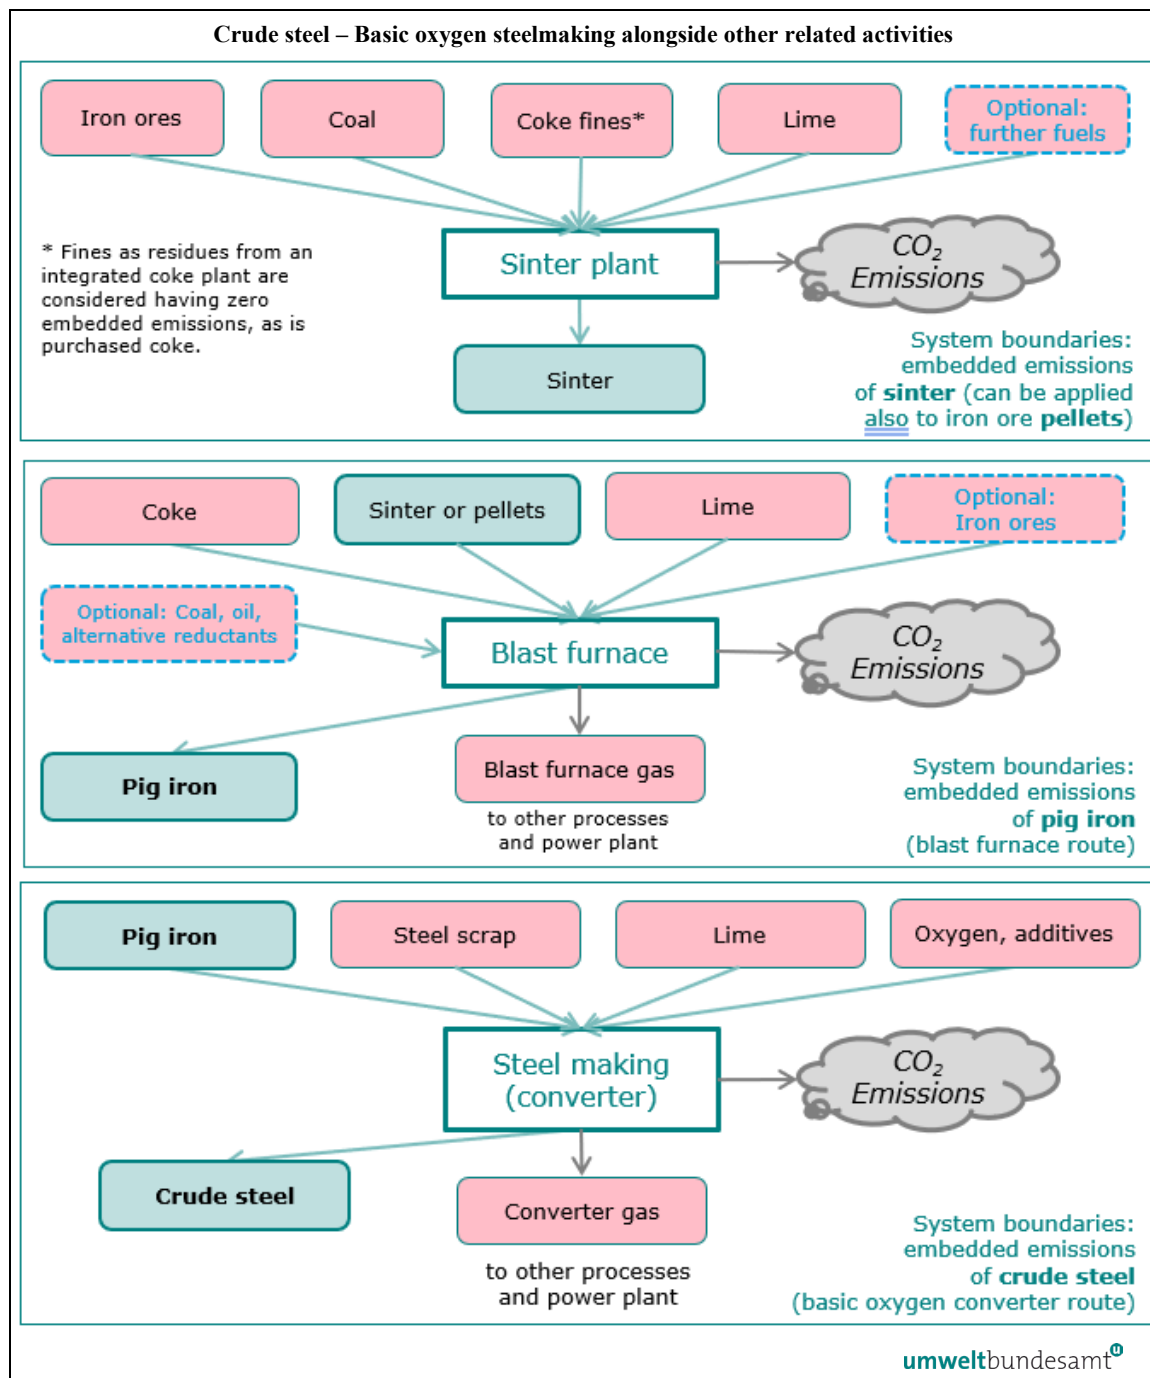 Crude steel – Basic oxygen steelmaking alongside other related activities
Iron ores
Coal
Coke fines*
Lime
Optional:
further fuels
* Fines as residues from an
integrated coke plant are
considered having zero
embedded emissions, as is
purchased coke.
Sinter plant
CO₂
Emissions
Sinter
System boundaries:
embedded emissions
of sinter (can be applied
also to iron ore pellets)
Coke
Sinter or pellets
Lime
Optional:
Iron ores
Optional: Coal, oil,
alternative reductants
Blast furnace
CO₂
Emissions
Pig iron
Blast furnace gas
to other processes
and power plant
System boundaries:
embedded emissions
of pig iron
(blast furnace route)
Pig iron
Steel scrap
Lime
Oxygen, additives
Steel making
(converter)
CO₂
Emissions
Crude steel
Converter gas
to other processes
and power plant
System boundaries:
embedded emissions
of crude steel
(basic oxygen converter route)
umweltbundesamt
u